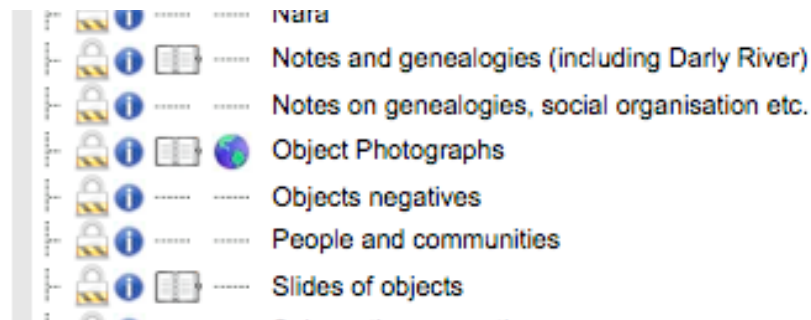 Nara
Notes and genealogies (including Darly River)
Notes on genealogies, social organisation etc.
Object Photographs
Objects negatives
People and communities
Slides of objects